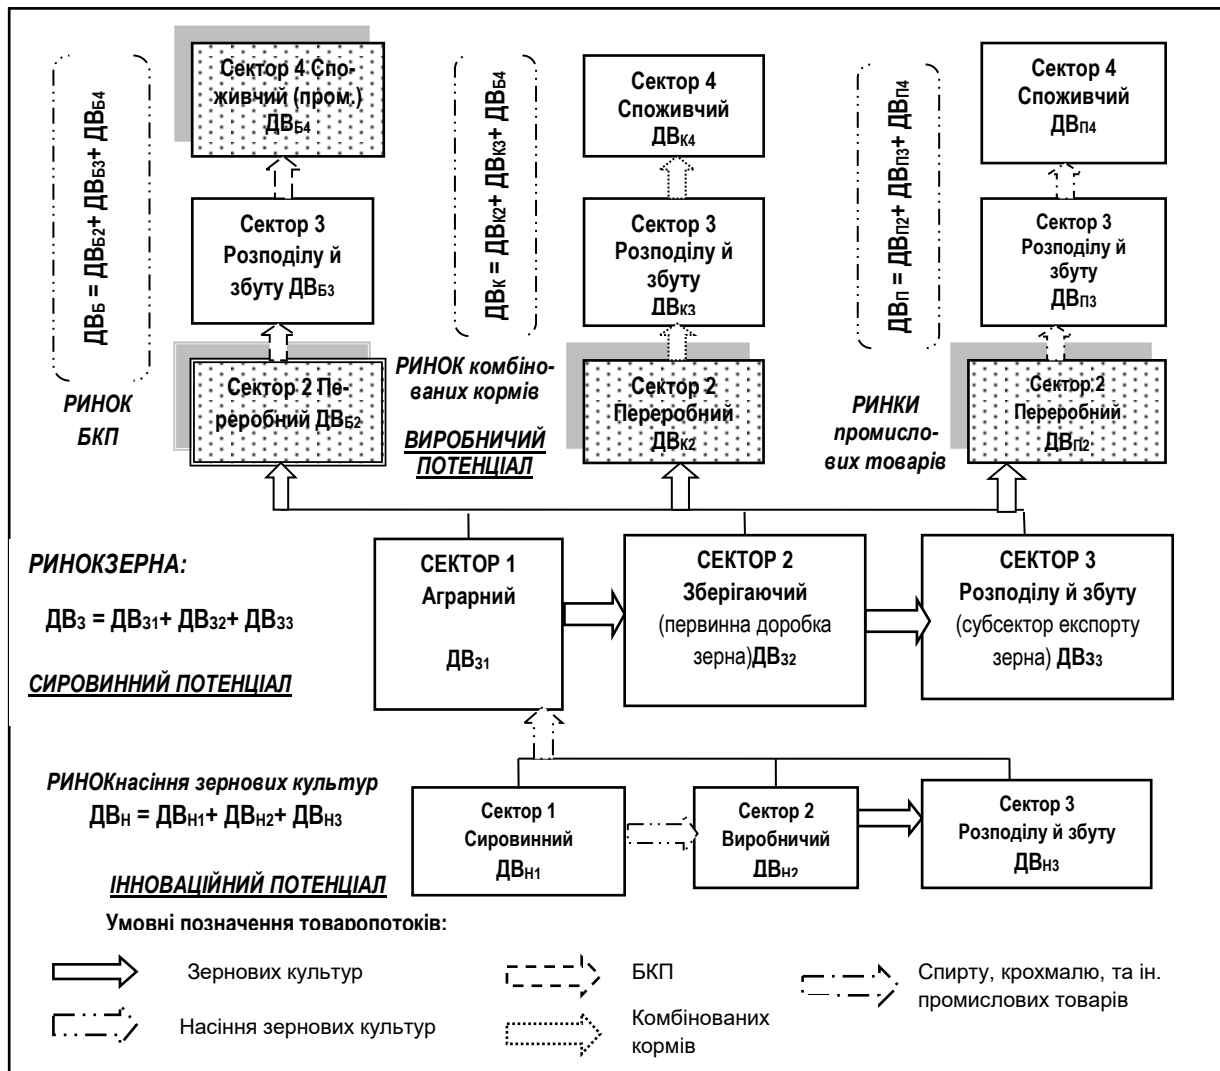 Сектор 4 Спо-
живчий (пром.)
ДВБ4
ДВБ = ДВБ2+ ДВБ3+ ДВБ4
Сектор 3
Розподілу й
збуту ДВБ3
Сектор 2 Пе-
реробний ДВБ2
РИНОК
БКП
Сектор 4
Споживчий
ДВК4
ДВК = ДВК2+ ДВК3+ ДВБ4
Сектор 3
Розподілу й
збуту
ДВК3
РИНОК комбіно-
ваних кормів
Сектор 2
Переробний
ДВК2
ВИРОБНИЧИЙ
ПОТЕНЦІАЛ
Сектор 4
Споживчий
ДВП4
ДВП = ДВП2+ ДВП3+ ДВП4
Сектор 3
Розподілу й
збуту
ДВП3
РИНКИ
промисло-
вих товарів
Сектор 2
Переробний
ДВП2
РИНОКЗЕРНА:
ДВЗ = ДВЗ1+ ДВЗ2+ ДВЗ3
СИРОВИННИЙ ПОТЕНЦІАЛ
СЕКТОР 1
Аграрний
ДВЗ1
СЕКТОР 2
Зберігаючий
(первинна доробка
зерна)ДВЗ2
СЕКТОР 3
Розподілу й збуту
(субсектор експорту
зерна) ДВЗ3
РИНОКнасіння зернових культур
ДВН = ДВН1+ ДВН2+ ДВН3
ІННОВАЦІЙНИЙ ПОТЕНЦІАЛ
Сектор 1
Сировинний
ДВН1
Сектор 2
Виробничий
ДВН2
Сектор 3
Розподілу й збуту
ДВН3
Умовні позначення товаропотоків:
Зернових культур
БКП
Спирту, крохмалю, та ін.
промислових товарів
Насіння зернових культур
Комбінованих
кормів